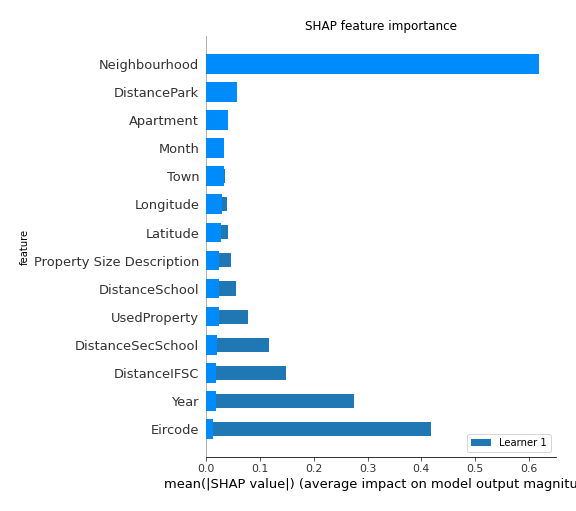 SHAP feature importance
Neighbourhood
DistancePark
Apartment
Month
Town
Longitude
Latitude
Property Size Description
DistanceSchool
UsedProperty
DistanceSecSchool
DistanceIFSC
Year
Eircode
feature
Learner 1
0.0 0.1 0.2 0.3 0.4 0.5 0.6
mean(|SHAP value|) (average impact on model output magnitu